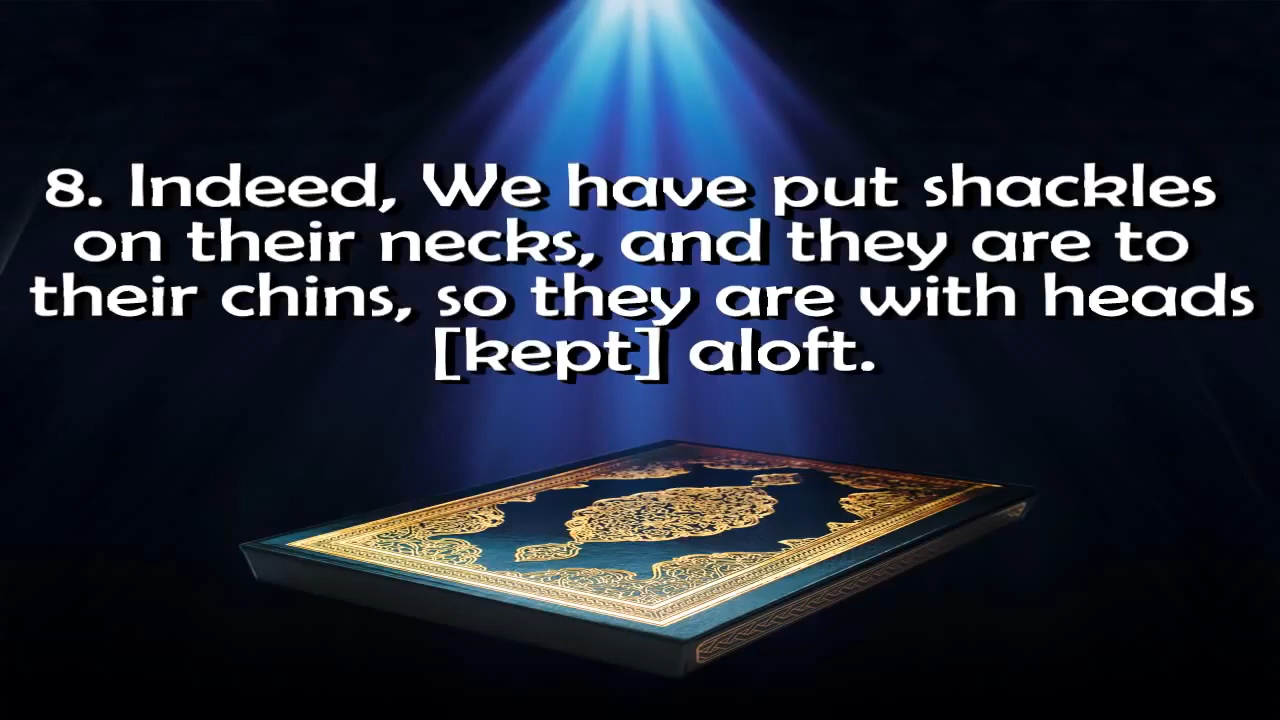 8. Indeed, We have put shackles
on their necks, and they are to
their chins, so they are with heads
[kept] aloft.